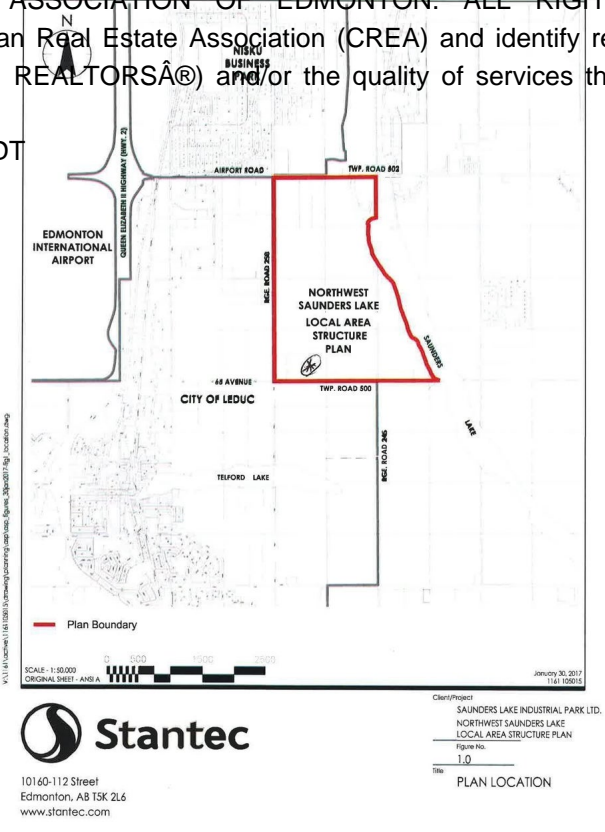 ASSOCIATION OF EDMONTON. ALL RIGHT
an Real Estate Association (CREA) and identify re
REALTORSÂ®) and/or the quality of services th
OT
N
NISKU
BUSINESS
PARK
QUEEN ELIZABETH II HIGHWAY (HWY. 2)
AIRPORT ROAD
TWP. ROAD 502
EDMONTON
INTERNATIONAL
AIRPORT
RGE. ROAD 250
NORTHWEST
SAUNDERS LAKE
LOCAL AREA
STRUCTURE
PLAN
SAUNDERS
LAKE
65 AVENUE
TWP. ROAD 500
CITY OF LEDUC
RGE. ROAD 245
TELFORD LAKE
Plan Boundary
0 500 1500 2500
SCALE - 1:50,000
ORIGINAL SHEET - ANSI A
January 30, 2017
1161 105015
Stantec
10160-112 Street
Edmonton, AB T5K 2L6
www.stantec.com
Client/Project
SAUNDERS LAKE INDUSTRIAL PARK LTD.
NORTHWEST SAUNDERS LAKE
LOCAL AREA STRUCTURE PLAN
Figure No.
1.0
Title
PLAN LOCATION